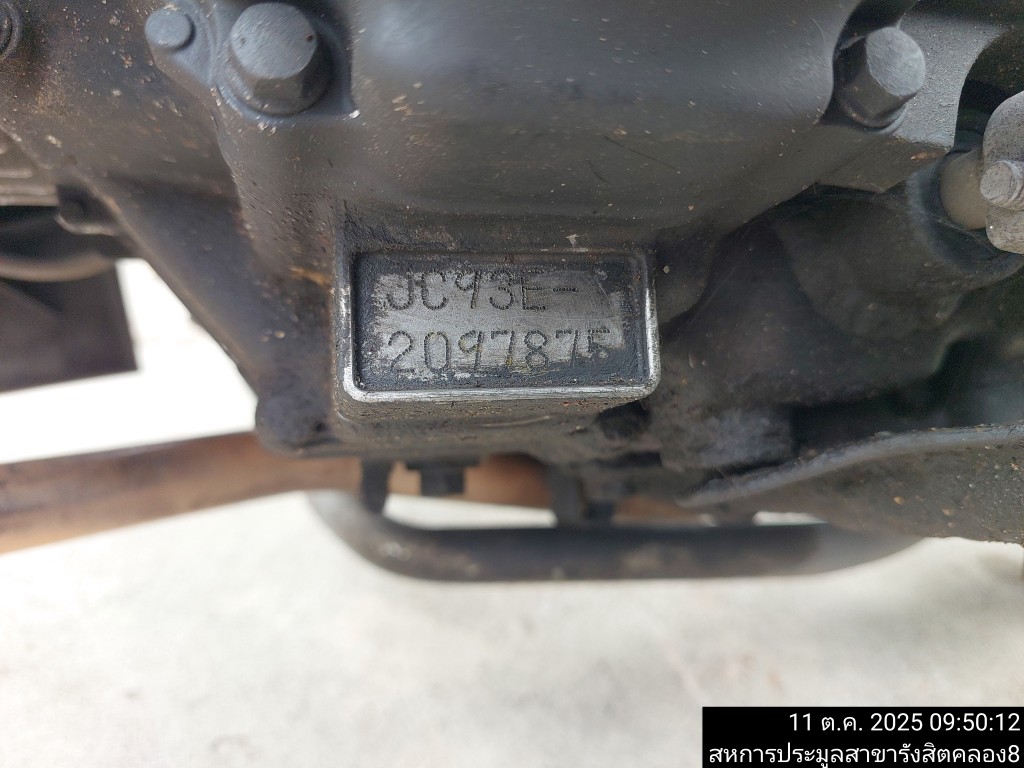 JC93E-
2097875
11 ต.ค. 2025 09:50:12
สหการประมูลสาขารังสิตคลอง8